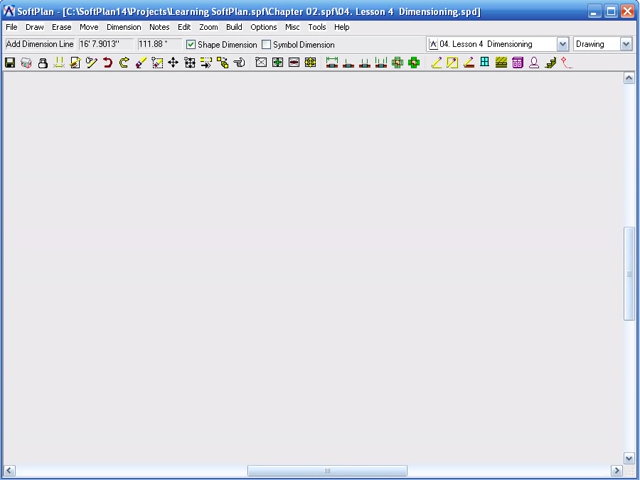 SoftPlan - [C:\SoftPlan14\Projects\Learning SoftPlan.spf\Chapter 02.spf\04. Lesson 4  Dimensioning.spd]
File Draw Erase Move Dimension Notes Edit Zoom Build Options Misc Tools Help
Add Dimension Line 16' 7.9013" 111.88 ° Shape Dimension Symbol Dimension 04. Lesson 4  Dimensioning Drawing